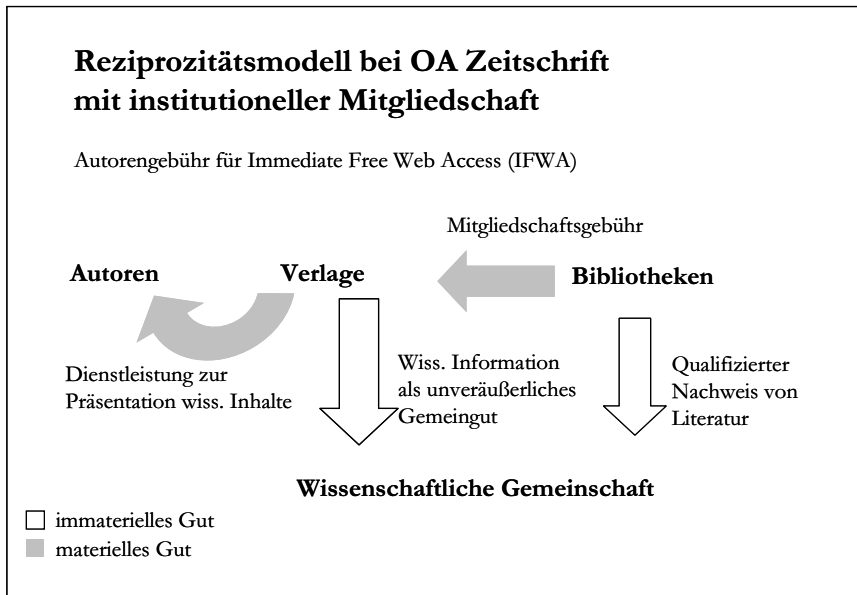 Reziprozitätsmodell bei OA Zeitschrift
mit institutioneller Mitgliedschaft
Autorengebühr für Immediate Free Web Access (IFWA)
Mitgliedschaftsgebühr
Autoren
Verlage
Bibliotheken
Dienstleistung zur
Präsentation wiss. Inhalte
Wiss. Information
als unveräußerliches
Gemeingut
Qualifizierter
Nachweis von
Literatur
Wissenschaftliche Gemeinschaft
immaterielles Gut
materielles Gut